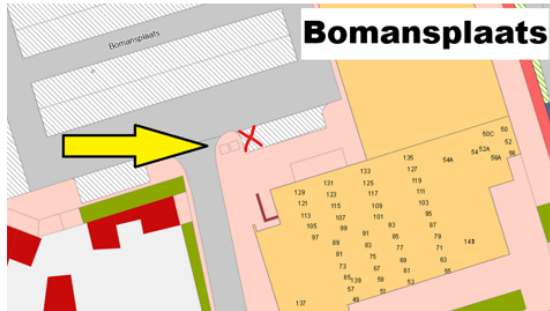 Bomansplaats
Bomansplaats
50C 50
135 54A 54 52A 52
133 127 56A 56
131 125 119
129 123 117 111
121 115 109 103
113 107 101 95
105 99 93 87
97 91 85 79
89 83 77 71 143
81 75 69 63
73 67 61 55
65 139 59 53
57 51
137 49